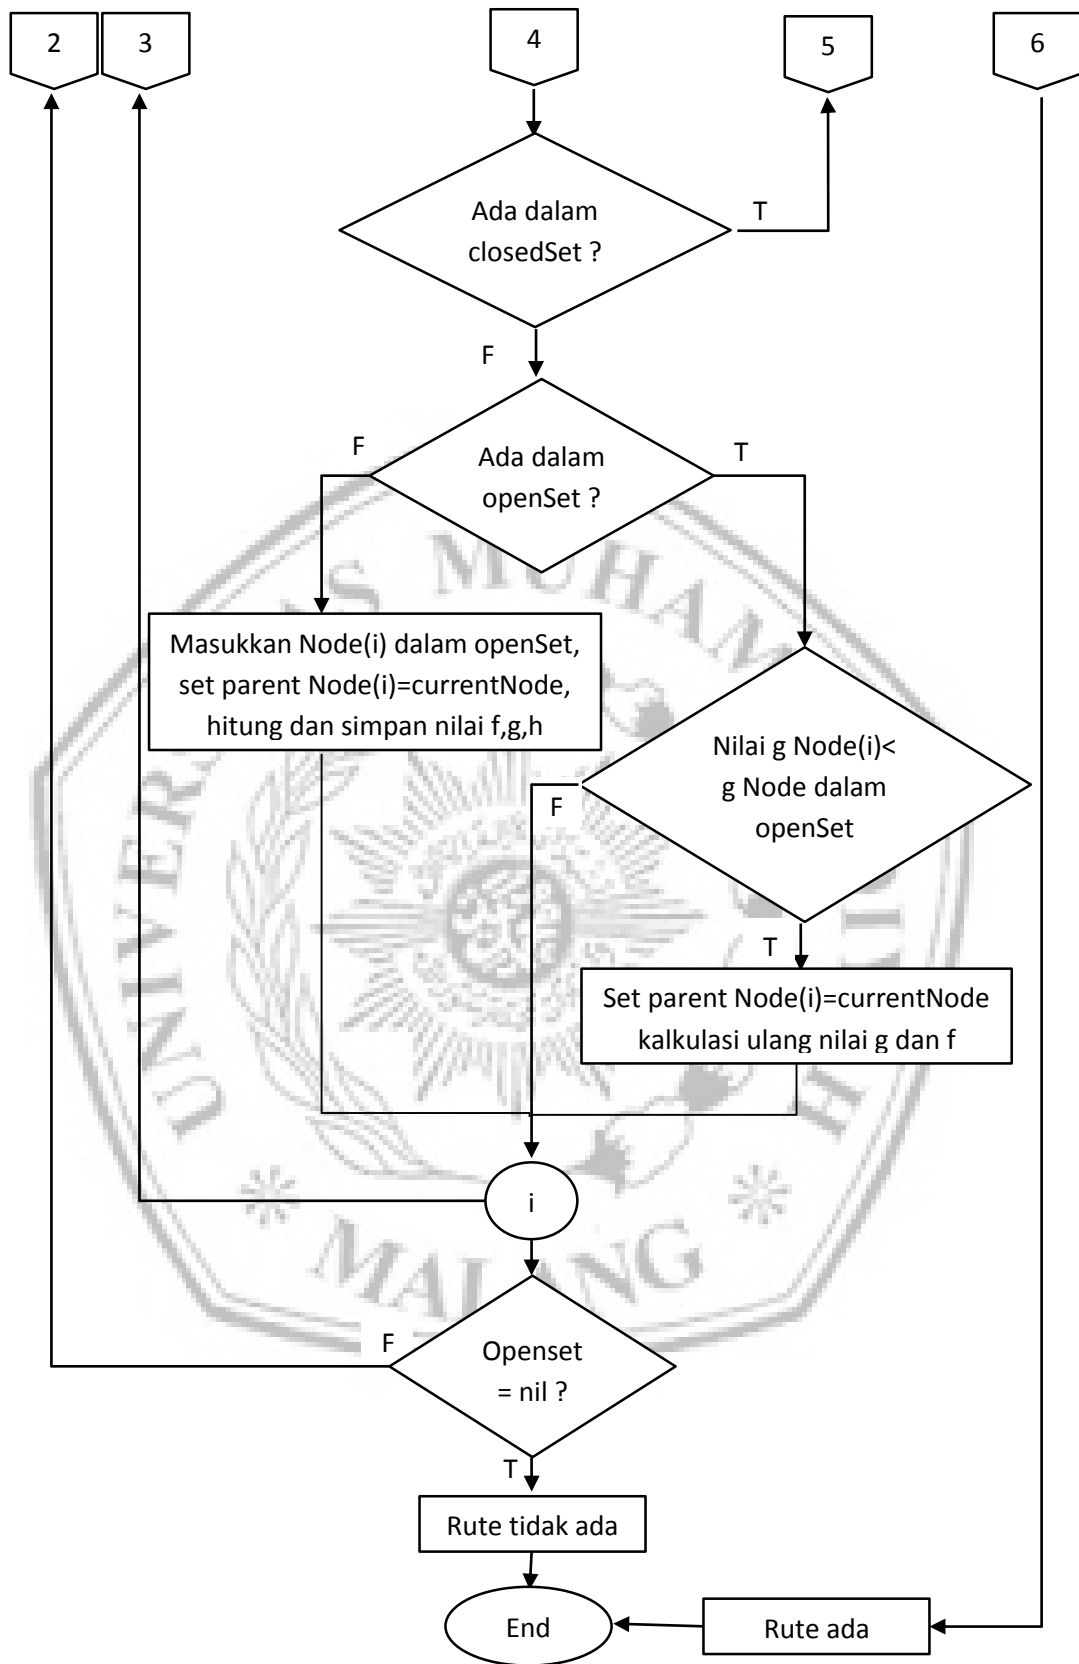 2
3
4
5
6
Ada dalam
closedSet ?
T
F
Ada dalam
openSet ?
F
T
Masukkan Node(i) dalam openSet,
set parent Node(i)=currentNode,
hitung dan simpan nilai f,g,h
Nilai g Node(i)<
g Node dalam
openSet
F
T
Set parent Node(i)=currentNode
kalkulasi ulang nilai g dan f
i
Openset
= nil ?
F
T
Rute tidak ada
End
Rute ada
MALANG